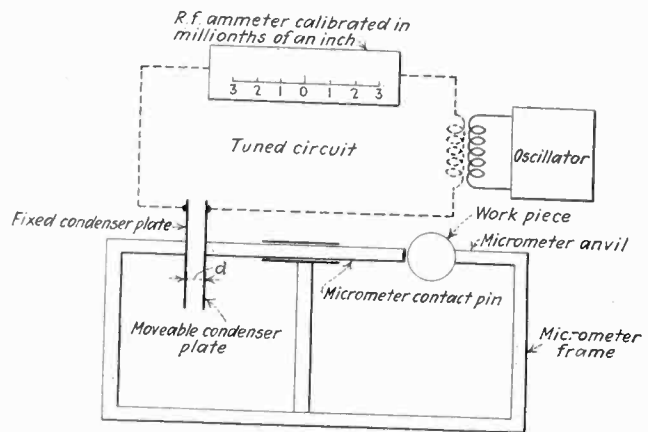 R.f. ammeter calibrated in
millionths of an inch
3 2 1 0 1 2 3
Tuned circuit
Oscillator
Fixed condenser plate
Work piece
Micrometer anvil
d
Micrometer contact pin
Moveable condenser
plate
Micrometer
frame